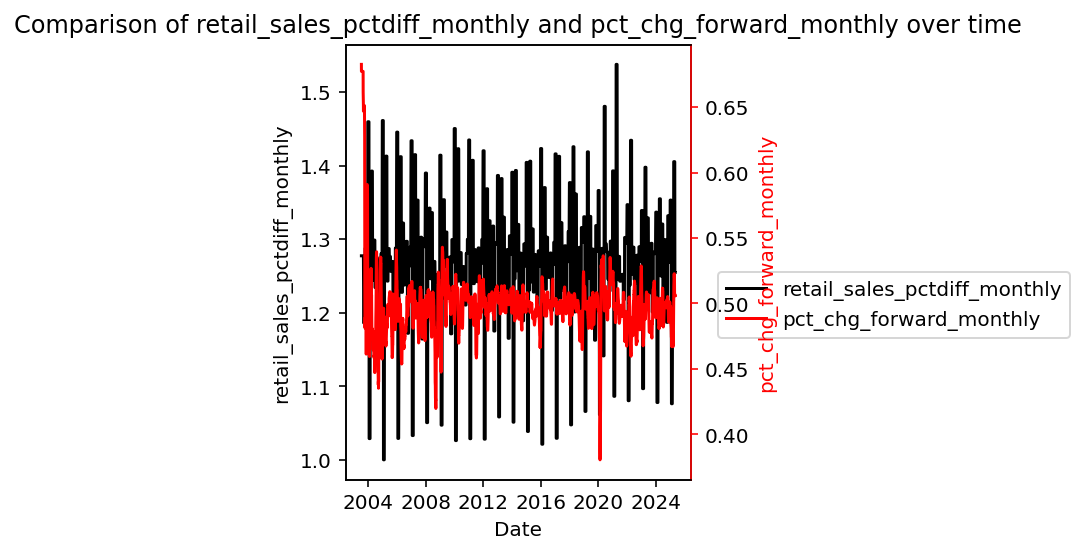 Comparison of retail_sales_pctdiff_monthly and pct_chg_forward_monthly over time
retail_sales_pctdiff_monthly
1.5
1.4
1.3
1.2
1.1
1.0
0.65
0.60
0.55
0.50
0.45
0.40
pct_chg_forward_monthly
retail_sales_pctdiff_monthly
pct_chg_forward_monthly
2004 2008 2012 2016 2020 2024
Date